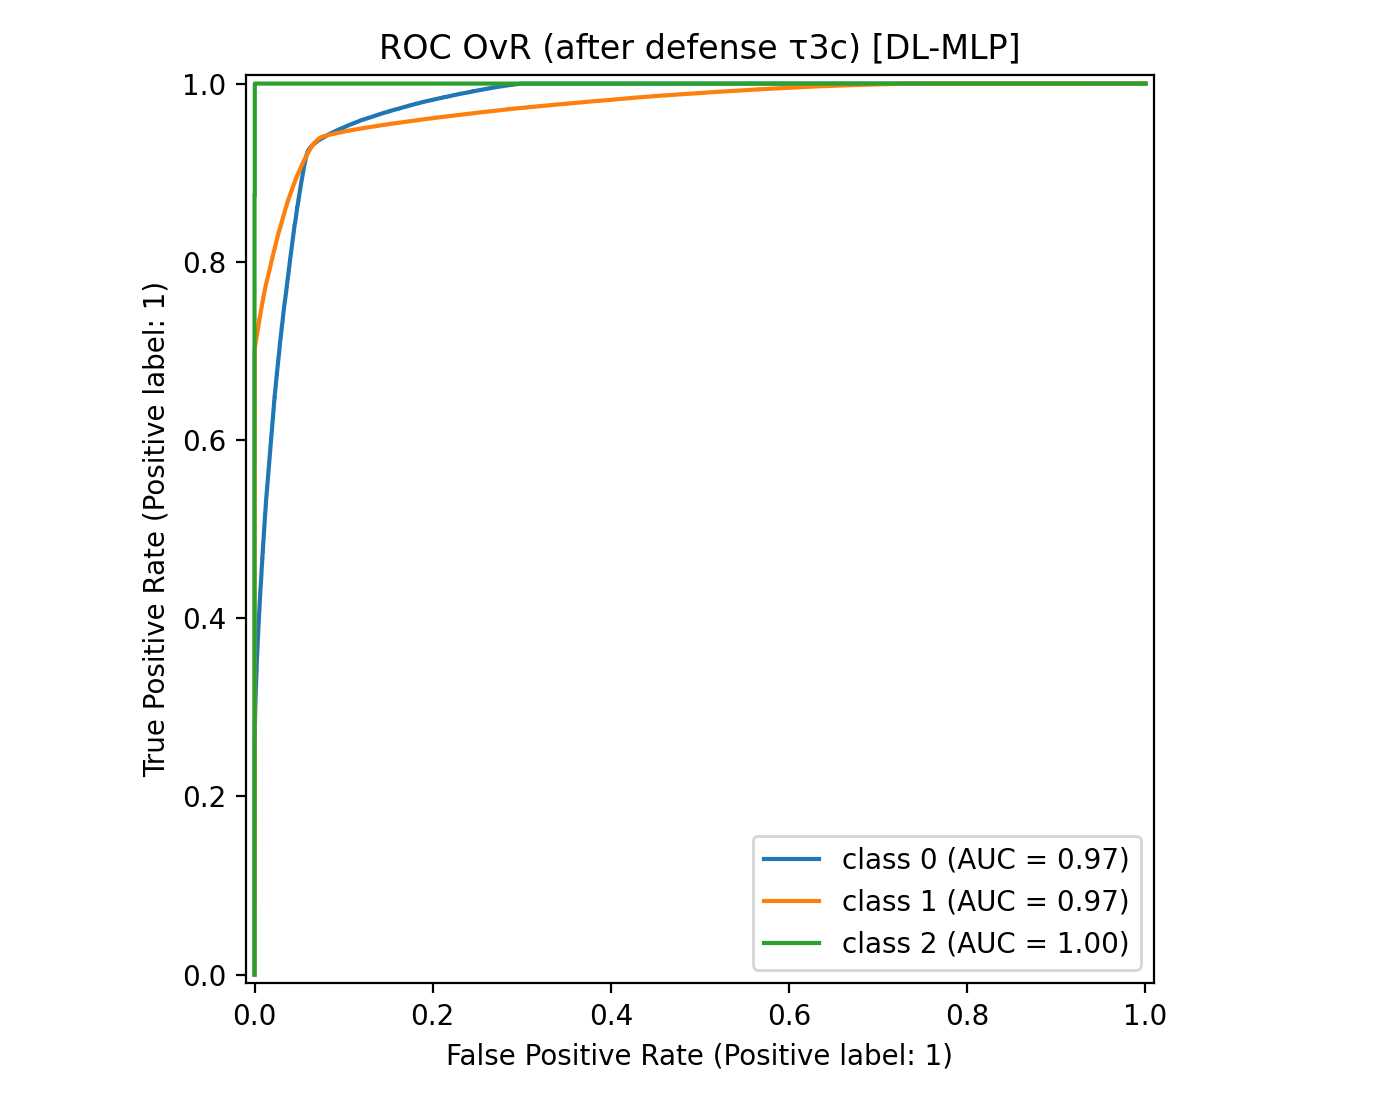 ROC OvR (after defense τ3c) [DL-MLP]
1.0
0.8
0.6
0.4
0.2
0.0
True Positive Rate (Positive label: 1)
class 0 (AUC = 0.97)
class 1 (AUC = 0.97)
class 2 (AUC = 1.00)
0.0 0.2 0.4 0.6 0.8 1.0
False Positive Rate (Positive label: 1)